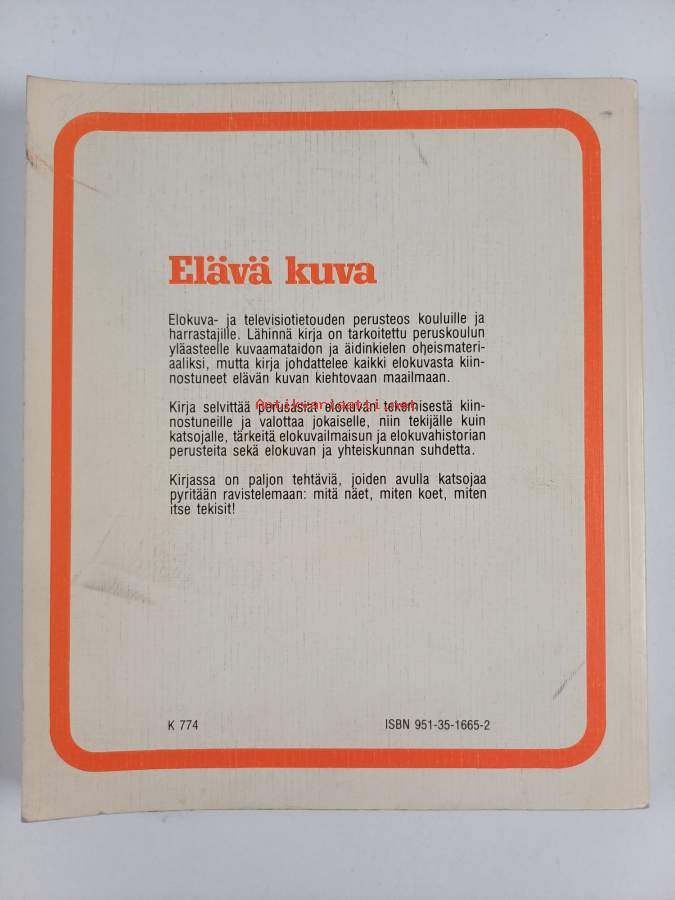 Elävä kuva
Elokuva- ja televisiotietouden perusteos kouluille ja
harrastajille. Lähinnä kirja on tarkoitettu peruskoulun
yläasteelle kuvaamataidon ja äidinkielen oheismateri-
aaliksi, mutta kirja johdattelee kaikki elokuvasta kiin-
nostuneet elävän kuvan kiehtovaan maailmaan.
Antikvariaatti.net
Kirja selvittää perusasiat elokuvan tekemisestä kiin-
nostuneille ja valottaa jokaiselle, niin tekijälle kuin
katsojalle, tärkeitä elokuvailmaisun ja elokuvahistorian
perusteita sekä elokuvan ja yhteiskunnan suhdetta.
Kirjassa on paljon tehtäviä, joiden avulla katsojaa
pyritään ravistelemaan: mitä näet, miten koet, miten
itse tekisit!
K 774
ISBN 951-35-1665-2